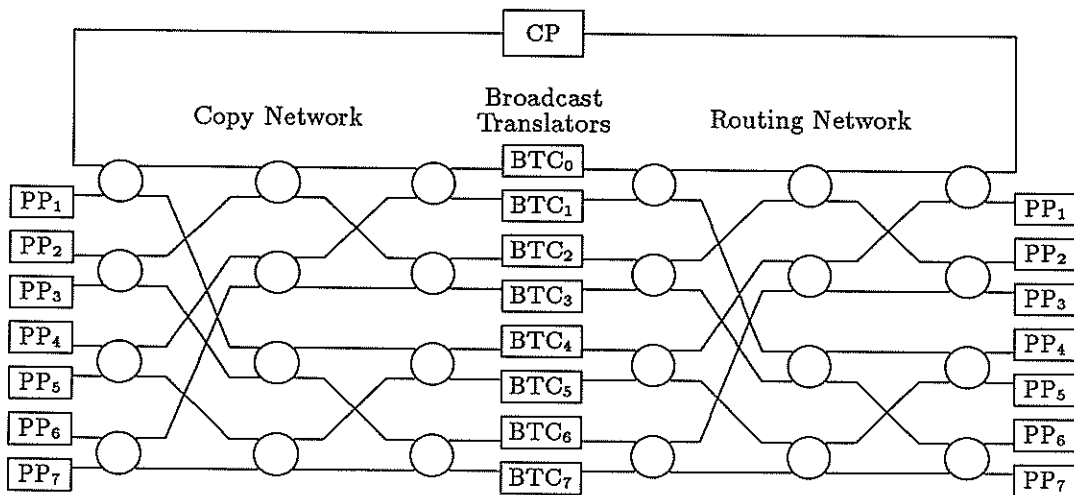 CP
Copy Network
Broadcast
Translators
Routing Network
BTC₀
PP₁
BTC₁
PP₁
PP₂
BTC₂
PP₂
PP₃
BTC₃
PP₃
PP₄
BTC₄
PP₄
PP₅
BTC₅
PP₅
PP₆
BTC₆
PP₆
PP₇
BTC₇
PP₇